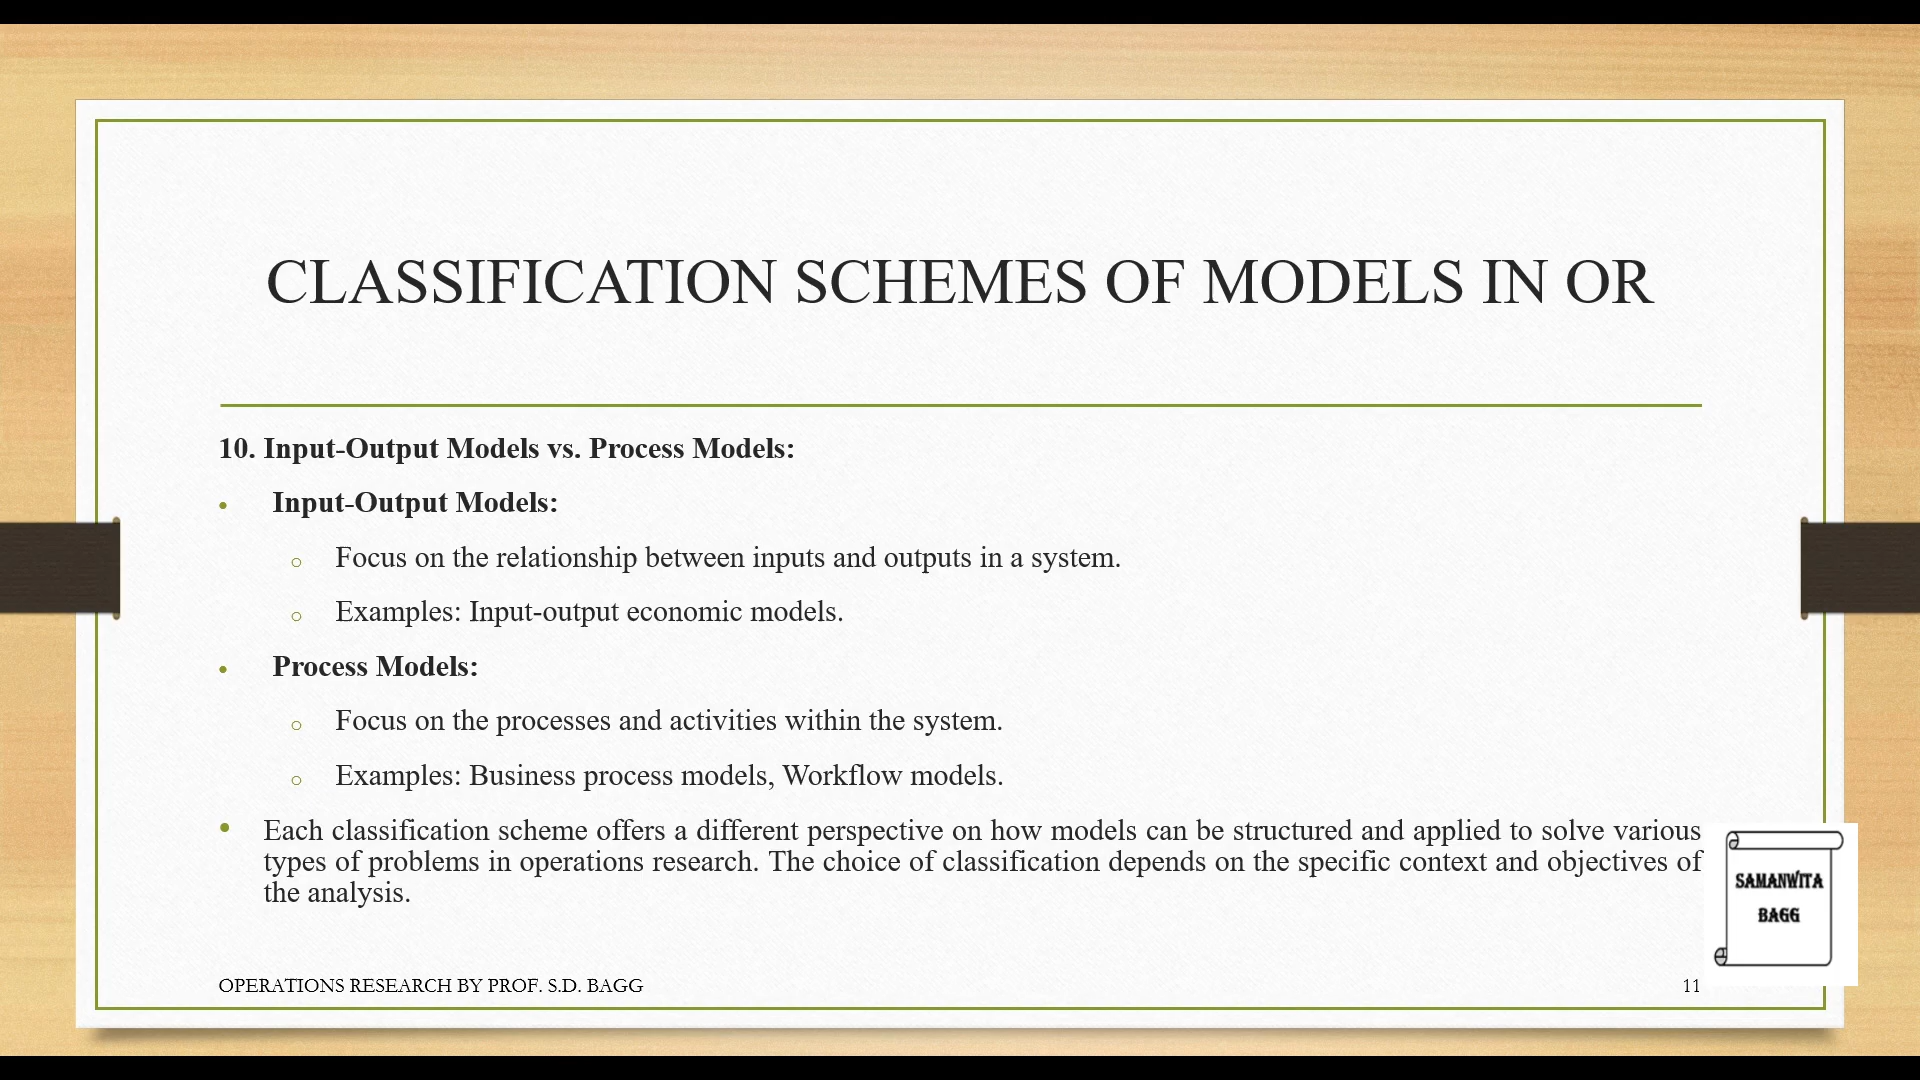 CLASSIFICATION SCHEMES OF MODELS IN OR
10. Input-Output Models vs. Process Models:
• Input-Output Models:
○ Focus on the relationship between inputs and outputs in a system.
○ Examples: Input-output economic models.
• Process Models:
○ Focus on the processes and activities within the system.
○ Examples: Business process models, Workflow models.
• Each classification scheme offers a different perspective on how models can be structured and applied to solve various
types of problems in operations research. The choice of classification depends on the specific context and objectives of
the analysis.
SAMANWITA
BAGG
OPERATIONS RESEARCH BY PROF. S.D. BAGG
11